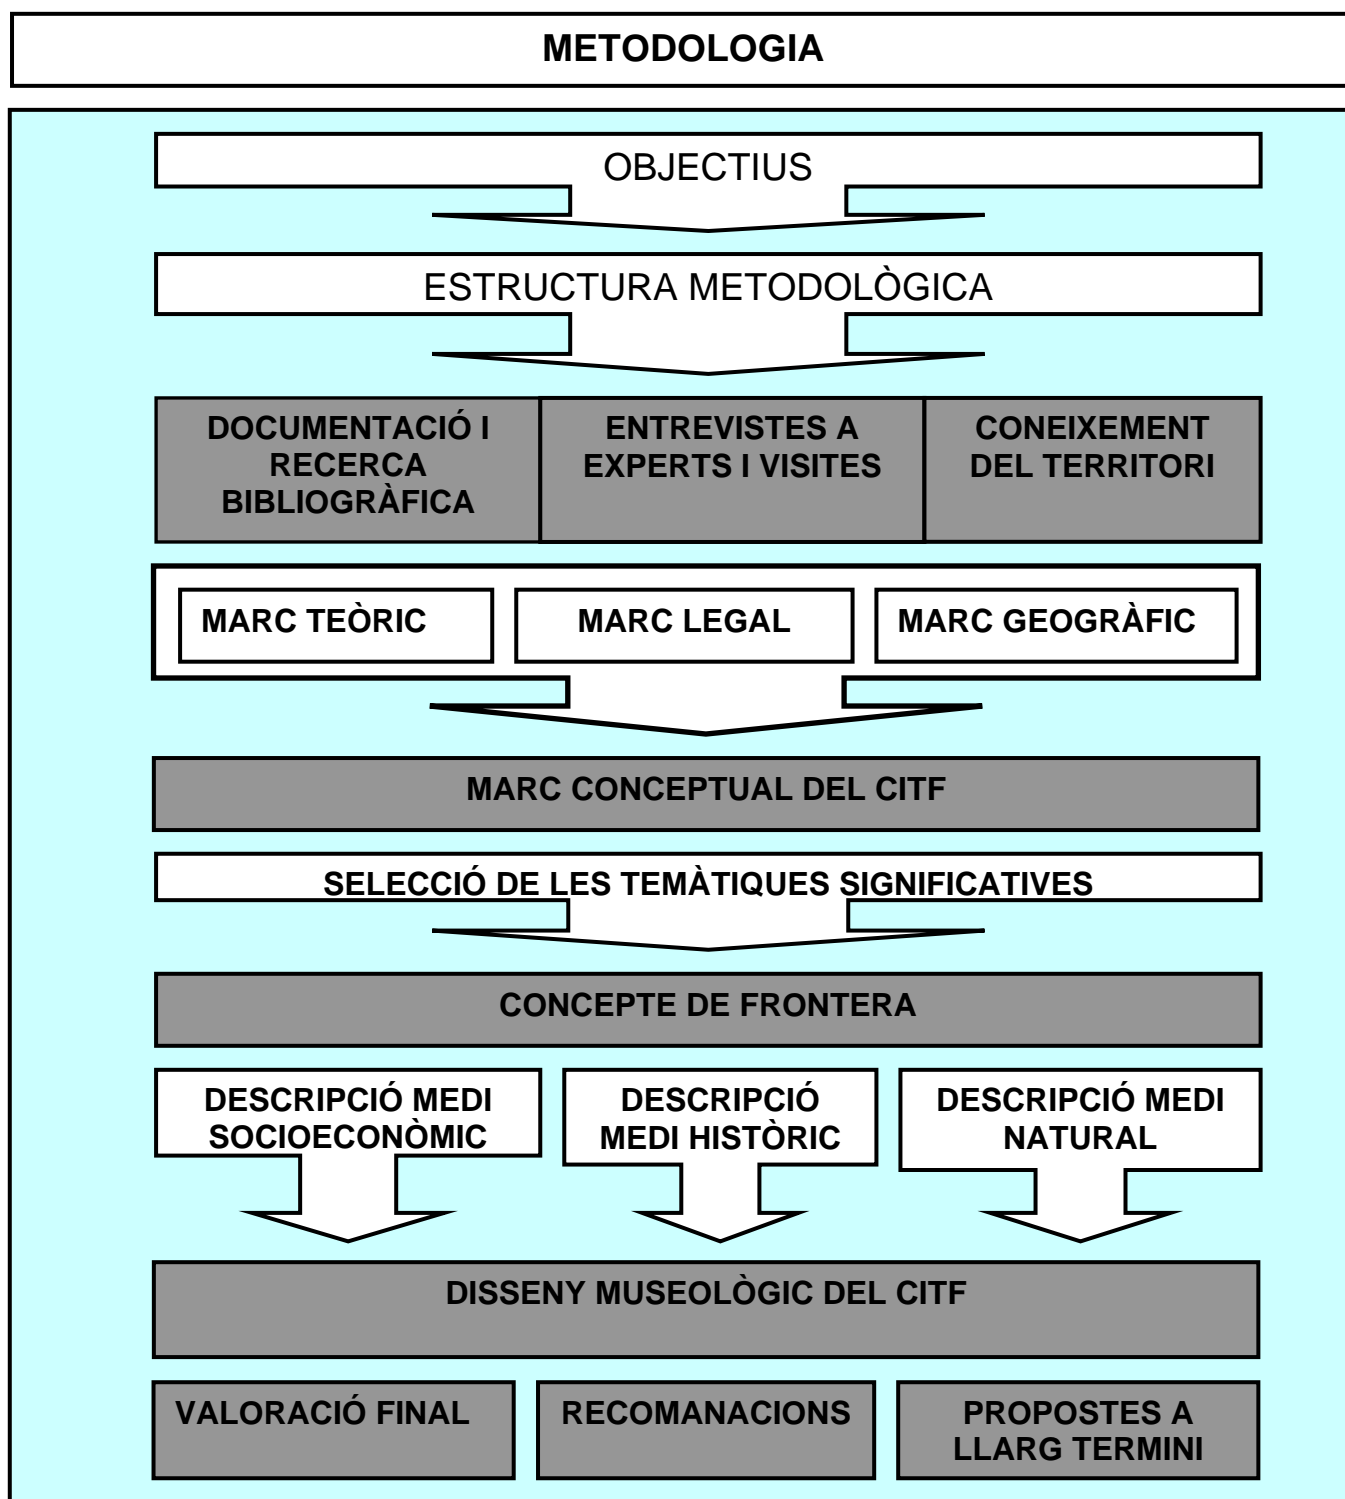 METODOLOGIA
OBJECTIUS
ESTRUCTURA METODOLÒGICA
DOCUMENTACIÓ I
RECERCA
BIBLIOGRÀFICA
ENTREVISTES A
EXPERTS I VISITES
CONEIXEMENT
DEL TERRITORI
MARC TEÒRIC
MARC LEGAL
MARC GEOGRÀFIC
MARC CONCEPTUAL DEL CITF
SELECCIÓ DE LES TEMÀTIQUES SIGNIFICATIVES
CONCEPTE DE FRONTERA
DESCRIPCIÓ MEDI
SOCIOECONÒMIC
DESCRIPCIÓ
MEDI HISTÒRIC
DESCRIPCIÓ MEDI
NATURAL
DISSENY MUSEOLÒGIC DEL CITF
VALORACIÓ FINAL
RECOMANACIONS
PROPOSTES A
LLARG TERMINI